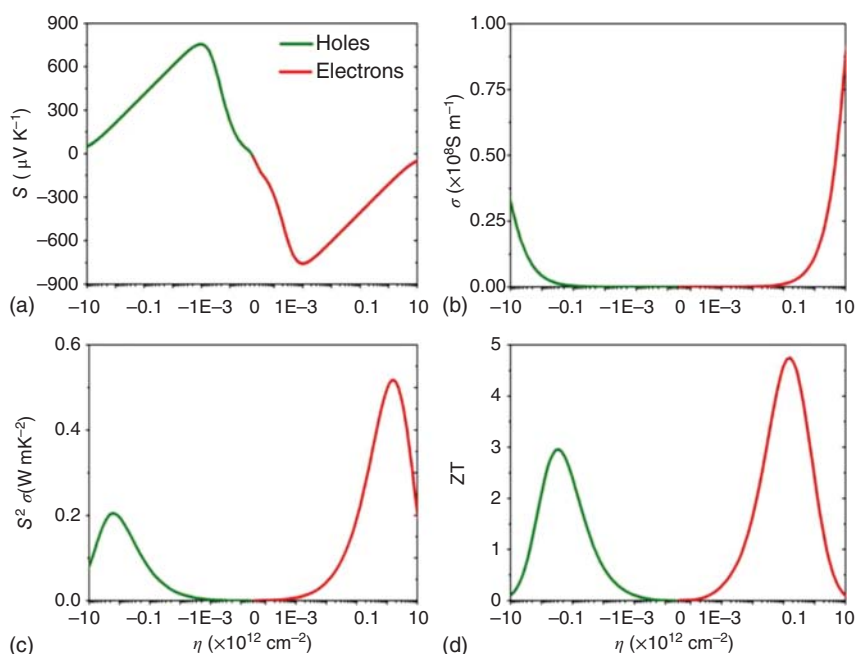 900
600
300
0
−300
−600
−900
S (μV K⁻¹)
Holes
Electrons
−10 −0.1 −1E−3 0 1E−3 0.1 10
(a)
1.00
0.75
0.50
0.25
0.00
σ (×10⁸S m⁻¹)
−10 −0.1 0 1E−3 0.1 10
(b)
0.6
0.4
0.2
0.0
S² σ(W mK⁻²)
−10 −0.1 −1E−3 0 1E−3 0.1 10
(c) η (×10¹² cm⁻²)
5
4
3
2
1
0
ZT
−10 −0.1 −1E−3 0 1E−3 0.1 10
(d) η (×10¹² cm⁻²)